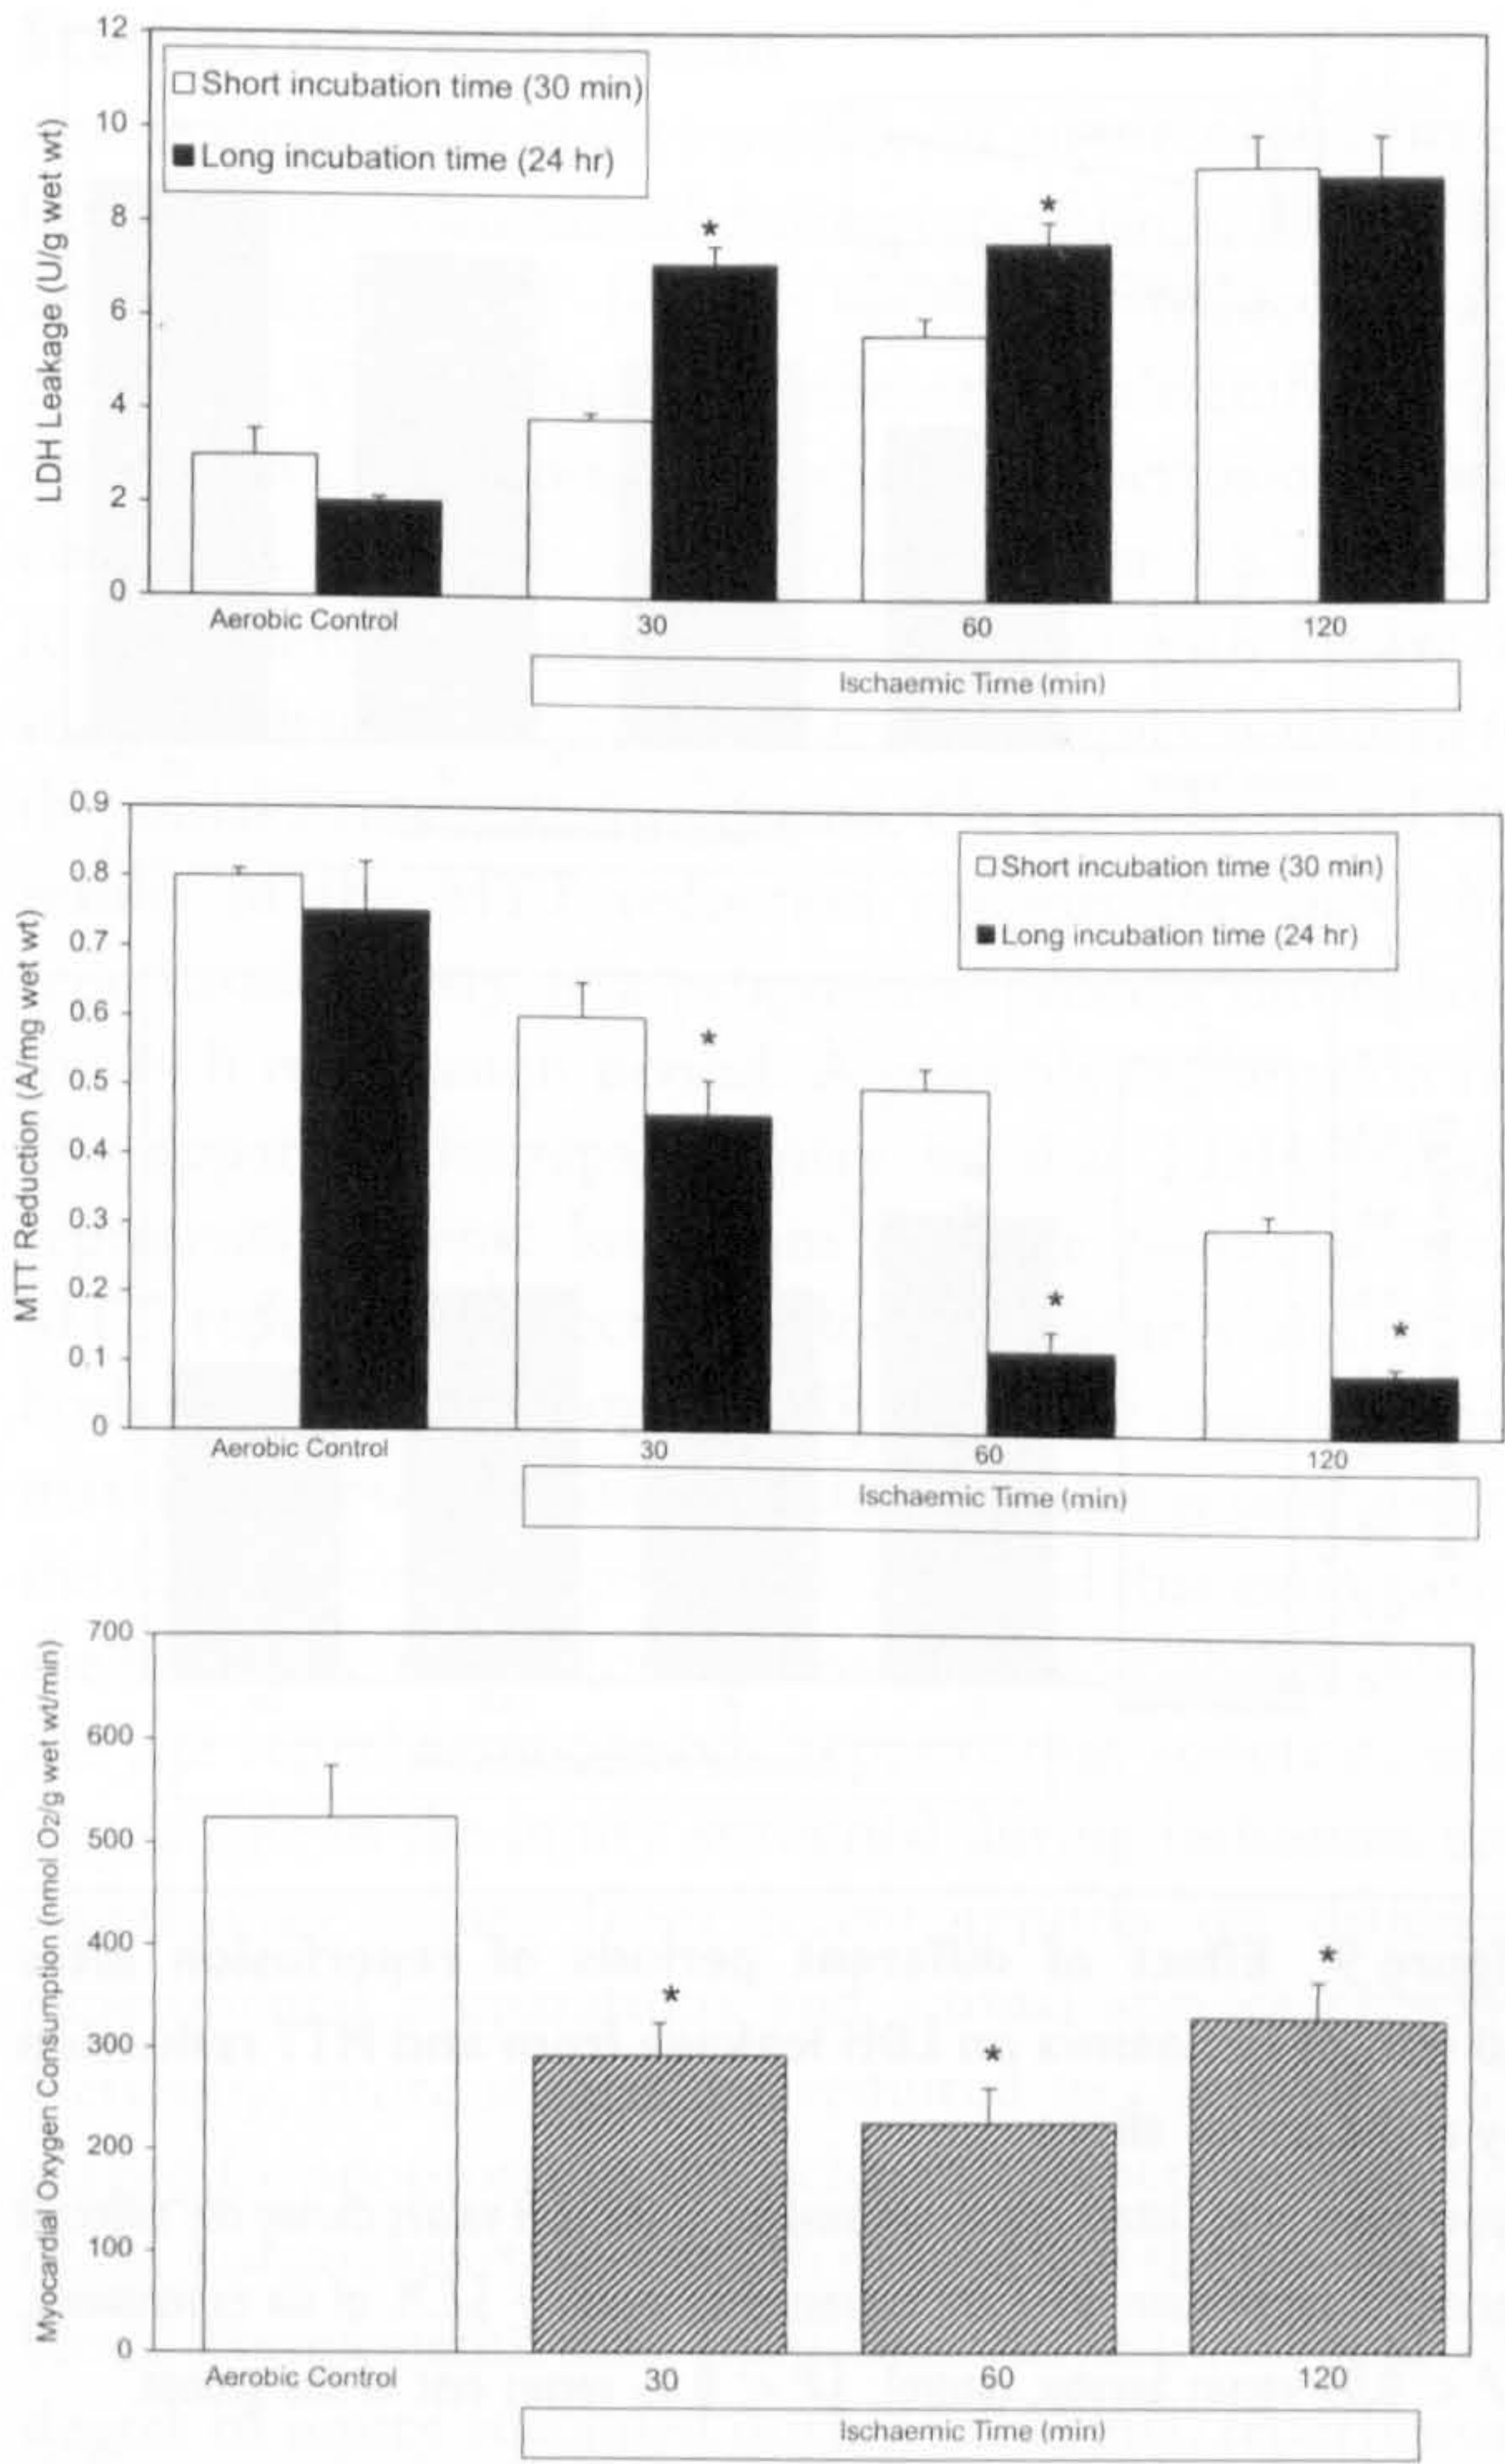 12
□ Short incubation time (30 min)
■ Long incubation time (24 hr)
10
8
6
4
2
0
LDH Leakage (U/g wet wt)
*
*
Aerobic Control 30 60 120
Ischaemic Time (min)
0.9
0.8
0.7
0.6
0.5
0.4
0.3
0.2
0.1
0
MTT Reduction (A/mg wet wt)
□ Short incubation time (30 min)
■ Long incubation time (24 hr)
*
*
*
Aerobic Control 30 60 120
Ischaemic Time (min)
700
600
500
400
300
200
100
0
Myocardial Oxygen Consumption (nmol O2/g wet wt/min)
*
*
*
Aerobic Control 30 60 120
Ischaemic Time (min)